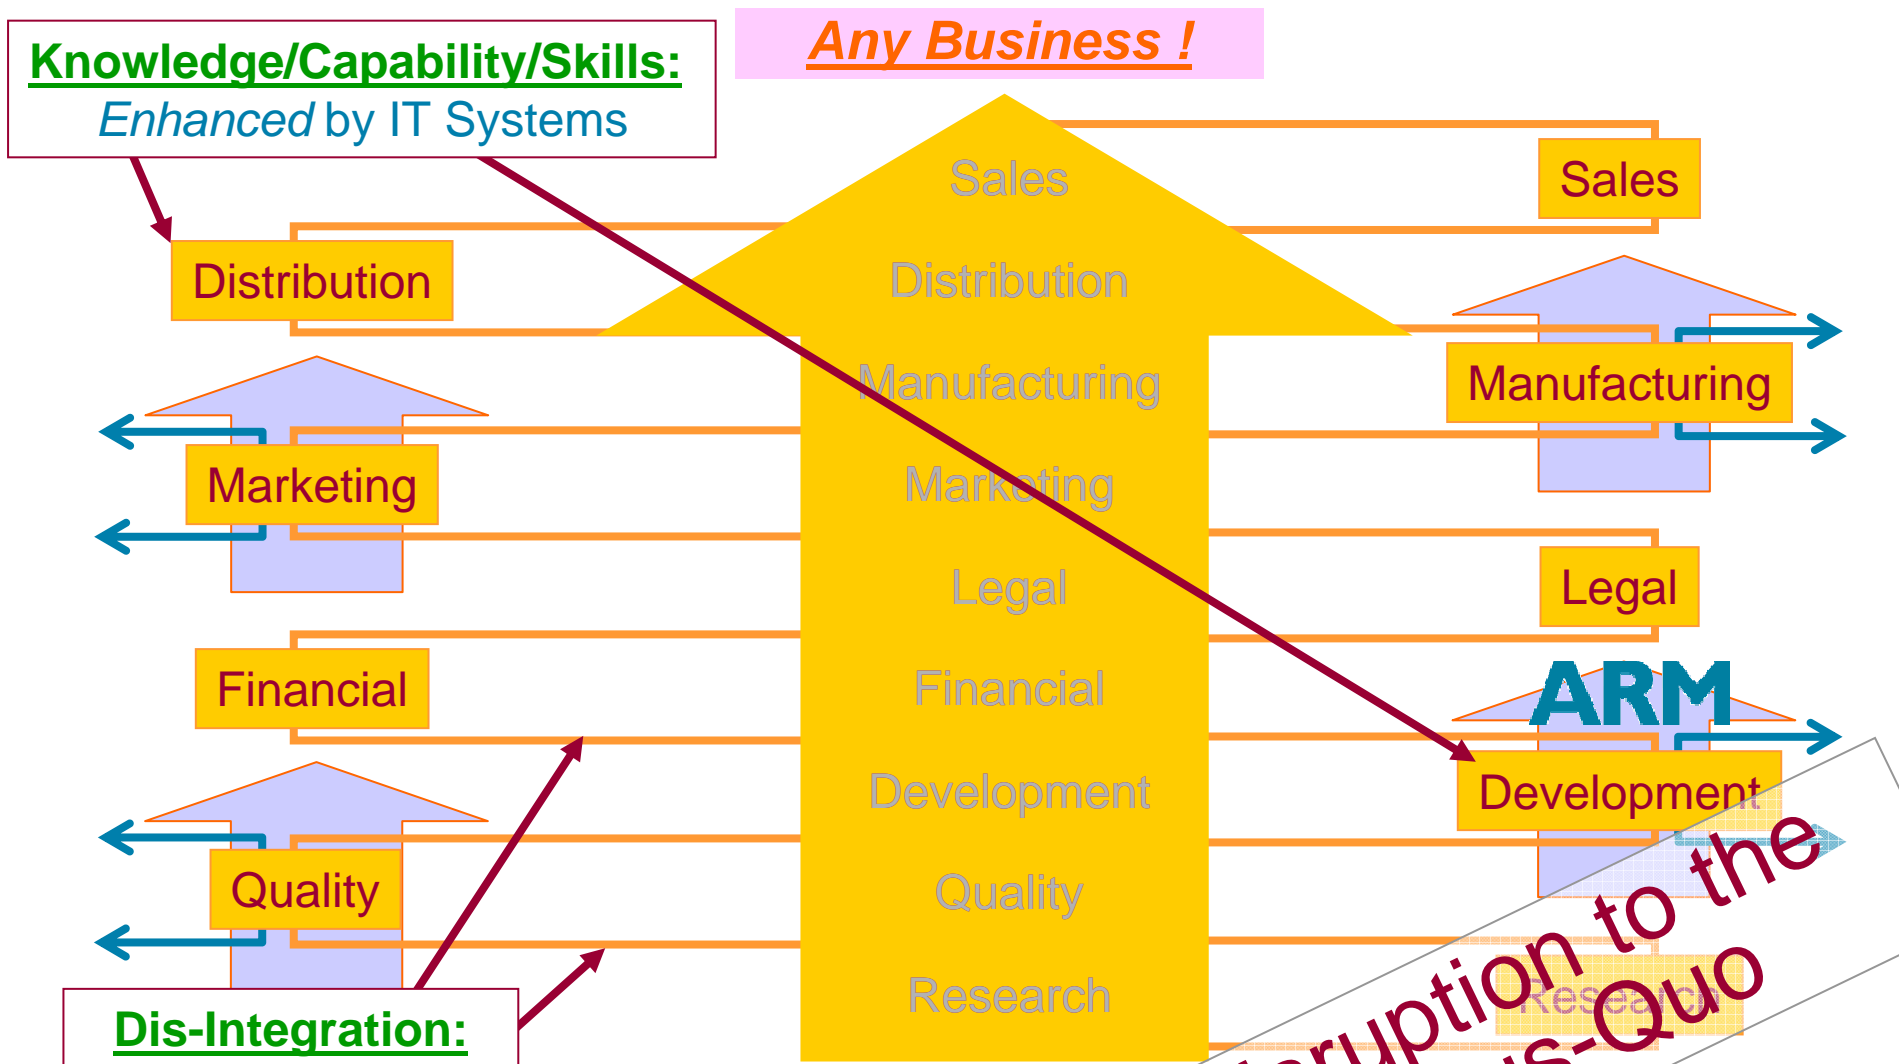 Any Business !
Knowledge/Capability/Skills:
Enhanced by IT Systems
Sales
Distribution
Manufacturing
Marketing
Legal
Financial
Development
Quality
Research
Distribution
Marketing
Financial
Quality
Sales
Manufacturing
Legal
ARM
Development
Research
Dis-Integration:
to the